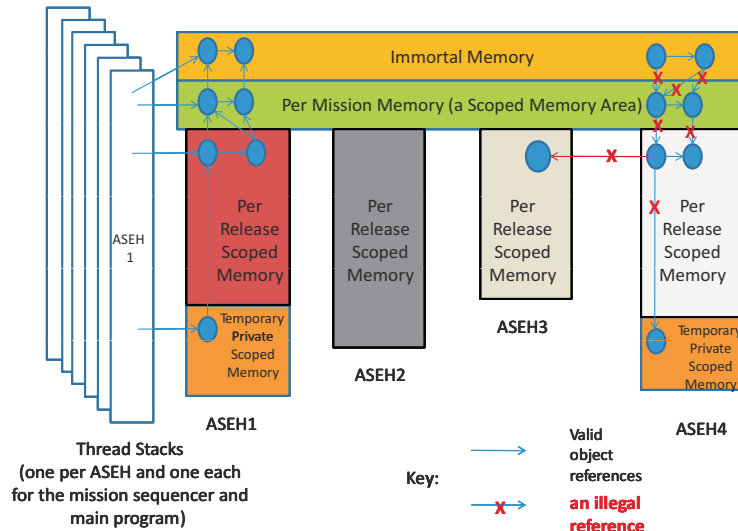 Immortal Memory
Per Mission Memory (a Scoped Memory Area)
X
X
X
X
X
X
X
ASEH
1
Per
Release
Scoped
Memory
Per
Release
Scoped
Memory
Per
Release
Scoped
Memory
Per
Release
Scoped
Memory
Temporary
Private
Scoped
Memory
Temporary
Private
Scoped
Memory
ASEH1
ASEH2
ASEH3
ASEH4
Thread Stacks
(one per ASEH and one each
for the mission sequencer and
main program)
Key:
Valid
object
references
X
an illegal
reference